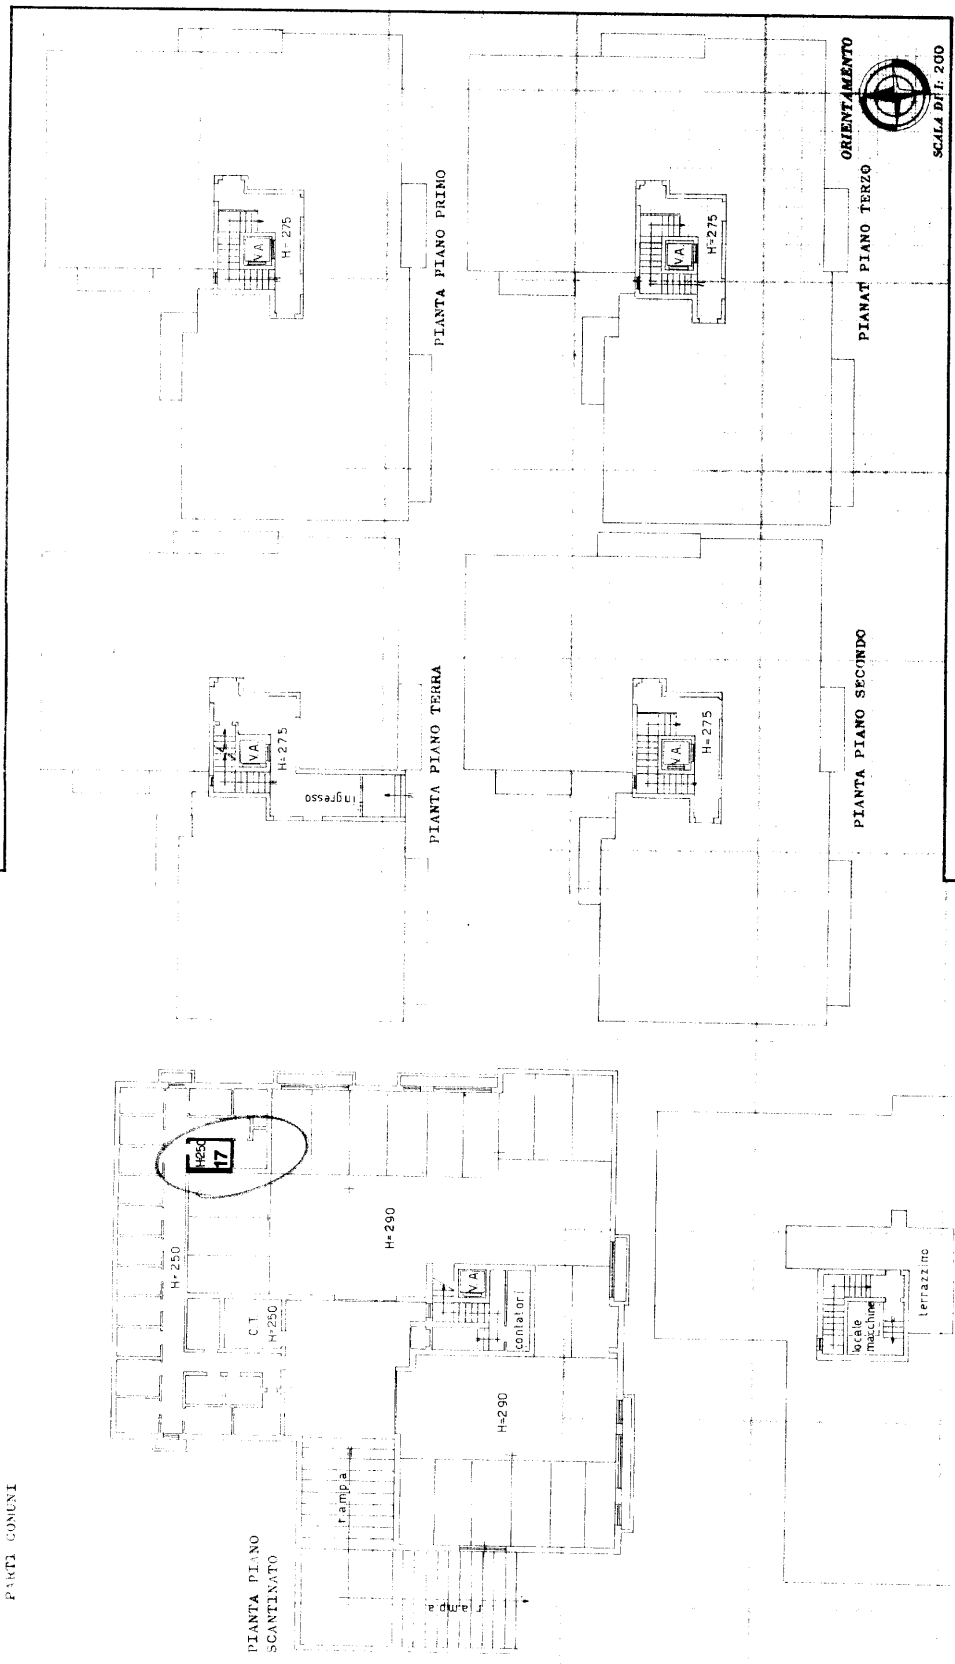 PARTI COMUNI
PIANTA PIANO
SCANTINATO
rampa
rampa
H=290
contatori
V.A.
H=290
C.T.
H=250
H=250
H250
17
locale
macchine
terrazzino
PIANTA PIANO TERRA
ingresso
H=275
V.A.
PIANTA PIANO SECONDO
H=275
V.A.
PIANTA PIANO PRIMO
H=275
V.A.
PIANAT PIANO TERZO
H=275
V.A.
ORIENTAMENTO
SCALA DI 1: 200